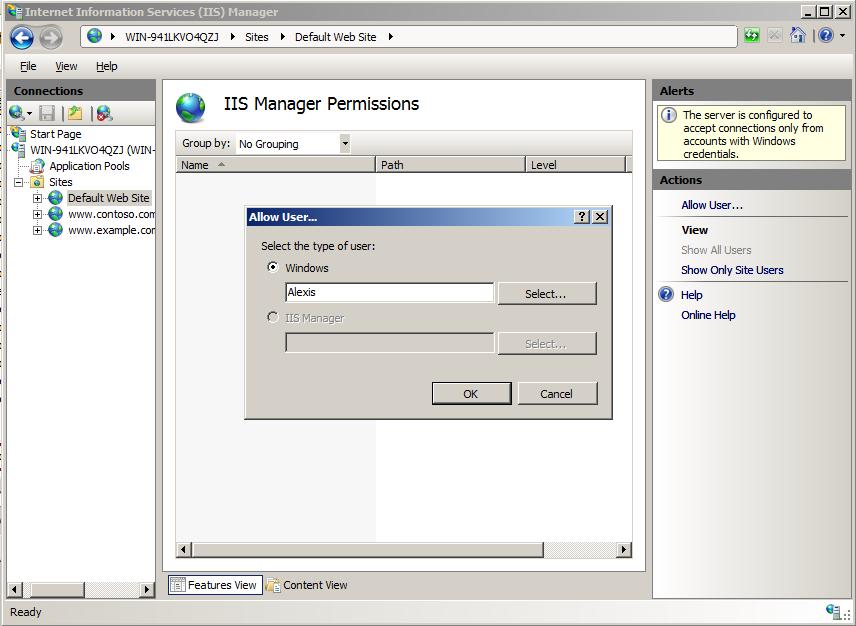 Internet Information Services (IIS) Manager
WIN-941LKVO4QZJ Sites Default Web Site
File View Help
Connections
Start Page
WIN-941LKVO4QZJ (WIN-
Application Pools
Sites
Default Web Site
www.contoso.com
www.example.cor
IIS Manager Permissions
Group by: No Grouping
Name Path Level
Allow User...
Select the type of user:
Windows
Alexis
Select...
IIS Manager
Select...
OK Cancel
Features View Content View
Alerts
The server is configured to
accept connections only from
accounts with Windows
credentials.
Actions
Allow User...
View
Show All Users
Show Only Site Users
Help
Online Help
Ready